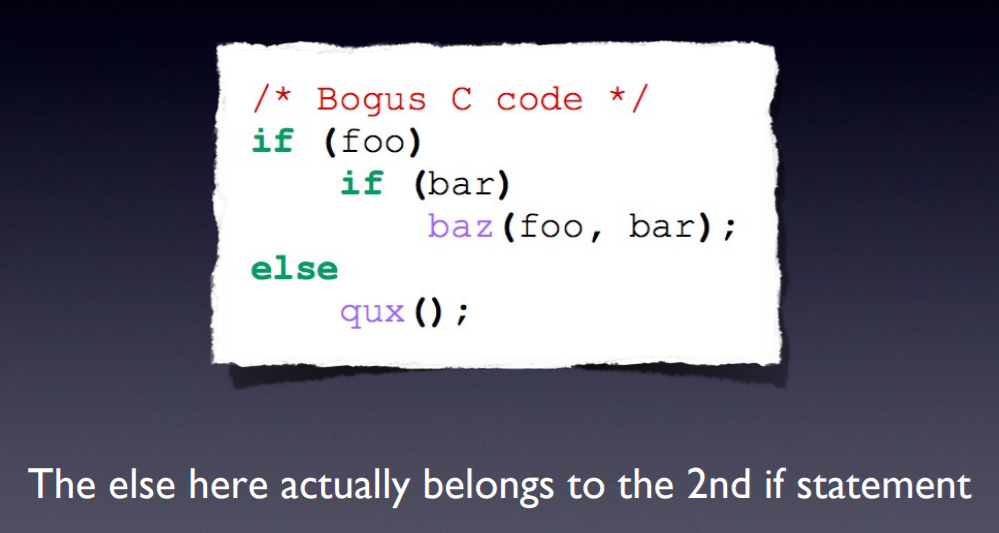 /* Bogus C code */
if (foo)
    if (bar)
        baz(foo, bar);
else
    qux();
The else here actually belongs to the 2nd if statement